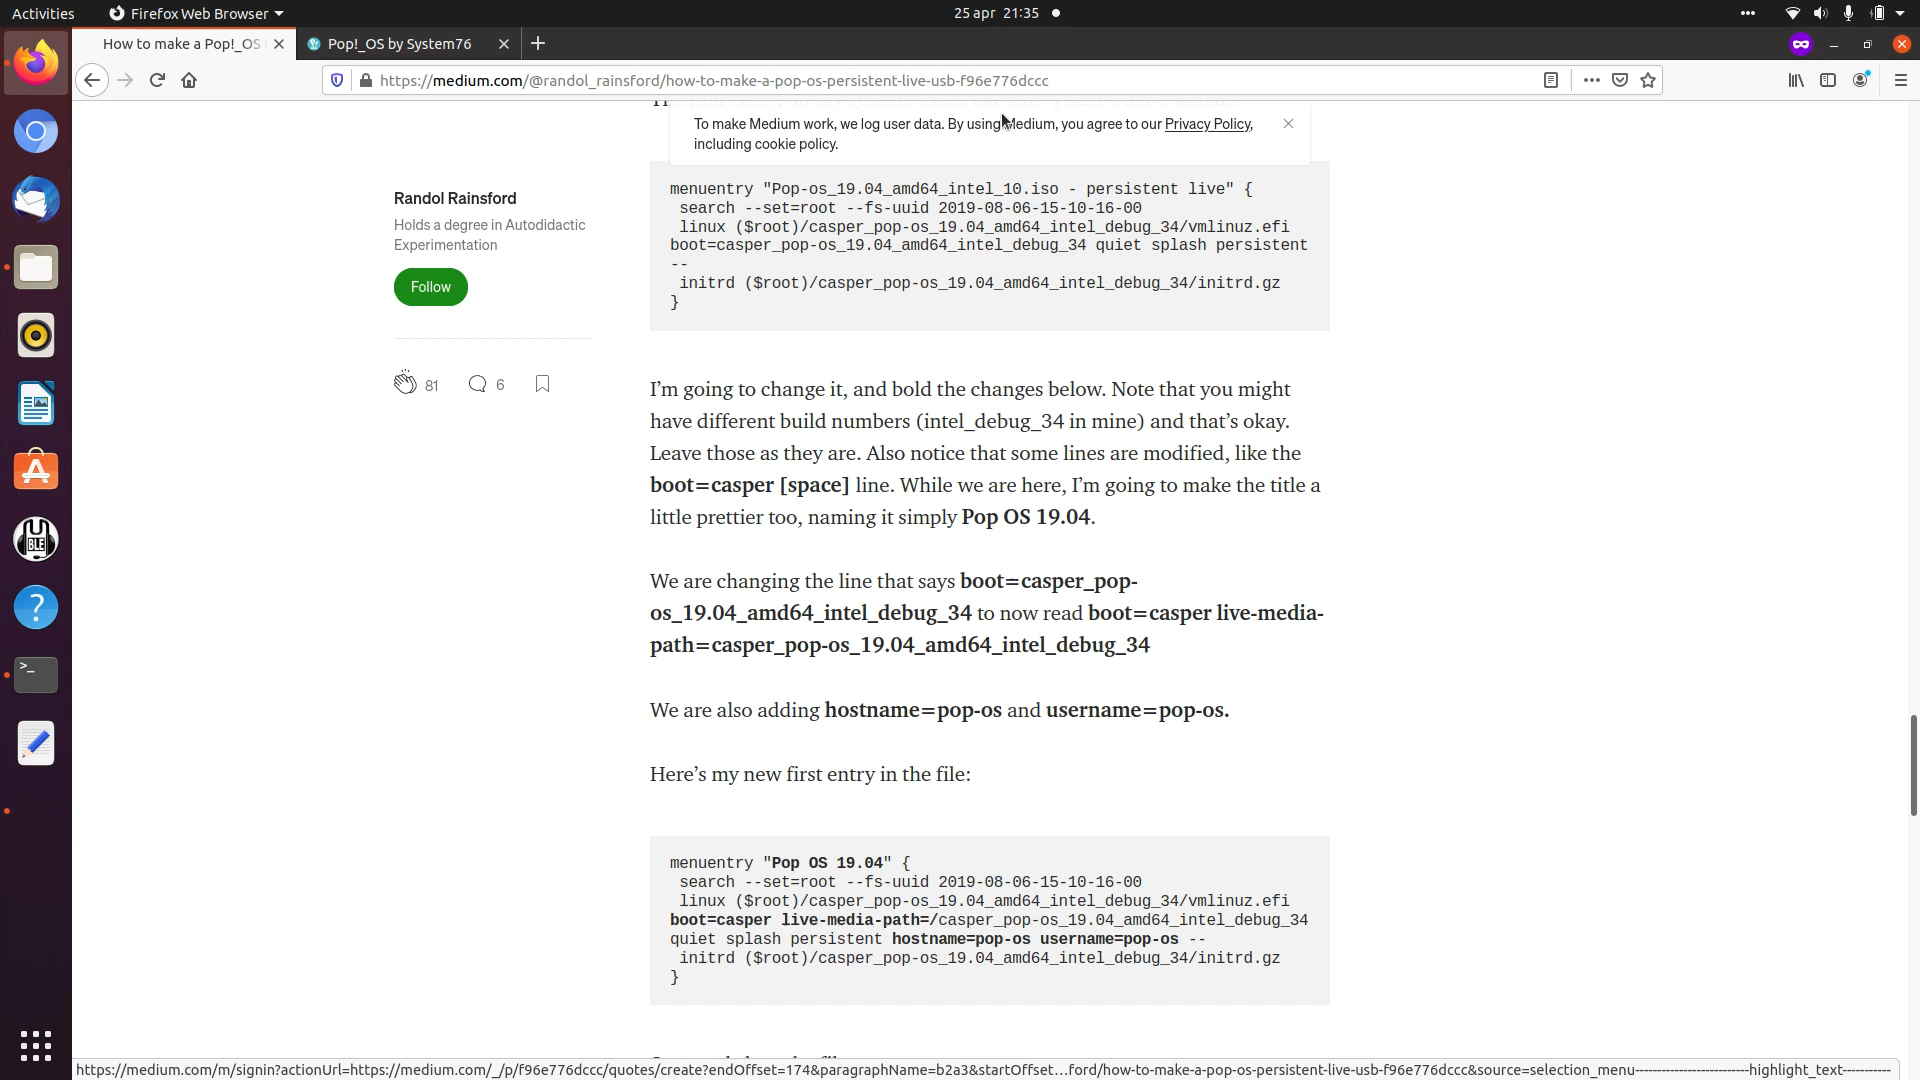 Activities
Firefox Web Browser
25 apr 21:35
How to make a Pop!_OS
Pop!_OS by System76
https://medium.com/@randol_rainsford/how-to-make-a-pop-os-persistent-live-usb-f96e776dccc
To make Medium work, we log user data. By using Medium, you agree to our Privacy Policy,
including cookie policy.
Randol Rainsford
Holds a degree in Autodidactic
Experimentation
Follow
81
6
menuentry "Pop-os_19.04_amd64_intel_10.iso - persistent live" {
search --set=root --fs-uuid 2019-08-06-15-10-16-00
linux ($root)/casper_pop-os_19.04_amd64_intel_debug_34/vmlinuz.efi
boot=casper_pop-os_19.04_amd64_intel_debug_34 quiet splash persistent
--
initrd ($root)/casper_pop-os_19.04_amd64_intel_debug_34/initrd.gz
}
I'm going to change it, and bold the changes below. Note that you might
have different build numbers (intel_debug_34 in mine) and that's okay.
Leave those as they are. Also notice that some lines are modified, like the
boot=casper [space] line. While we are here, I'm going to make the title a
little prettier too, naming it simply Pop OS 19.04.
We are changing the line that says boot=casper_pop-
os_19.04_amd64_intel_debug_34 to now read boot=casper live-media-
path=casper_pop-os_19.04_amd64_intel_debug_34
We are also adding hostname=pop-os and username=pop-os.
Here's my new first entry in the file:
menuentry "Pop OS 19.04" {
search --set=root --fs-uuid 2019-08-06-15-10-16-00
linux ($root)/casper_pop-os_19.04_amd64_intel_debug_34/vmlinuz.efi
boot=casper live-media-path=/casper_pop-os_19.04_amd64_intel_debug_34
quiet splash persistent hostname=pop-os username=pop-os --
initrd ($root)/casper_pop-os_19.04_amd64_intel_debug_34/initrd.gz
}
https://medium.com/m/signin?actionUrl=https://medium.com/_/p/f96e776dccc/quotes/create?endOffset=174&paragraphName=b2a3&startOffset…ford/how-to-make-a-pop-os-persistent-live-usb-f96e776dccc&source=selection_menu--------------------------highlight_text-----------